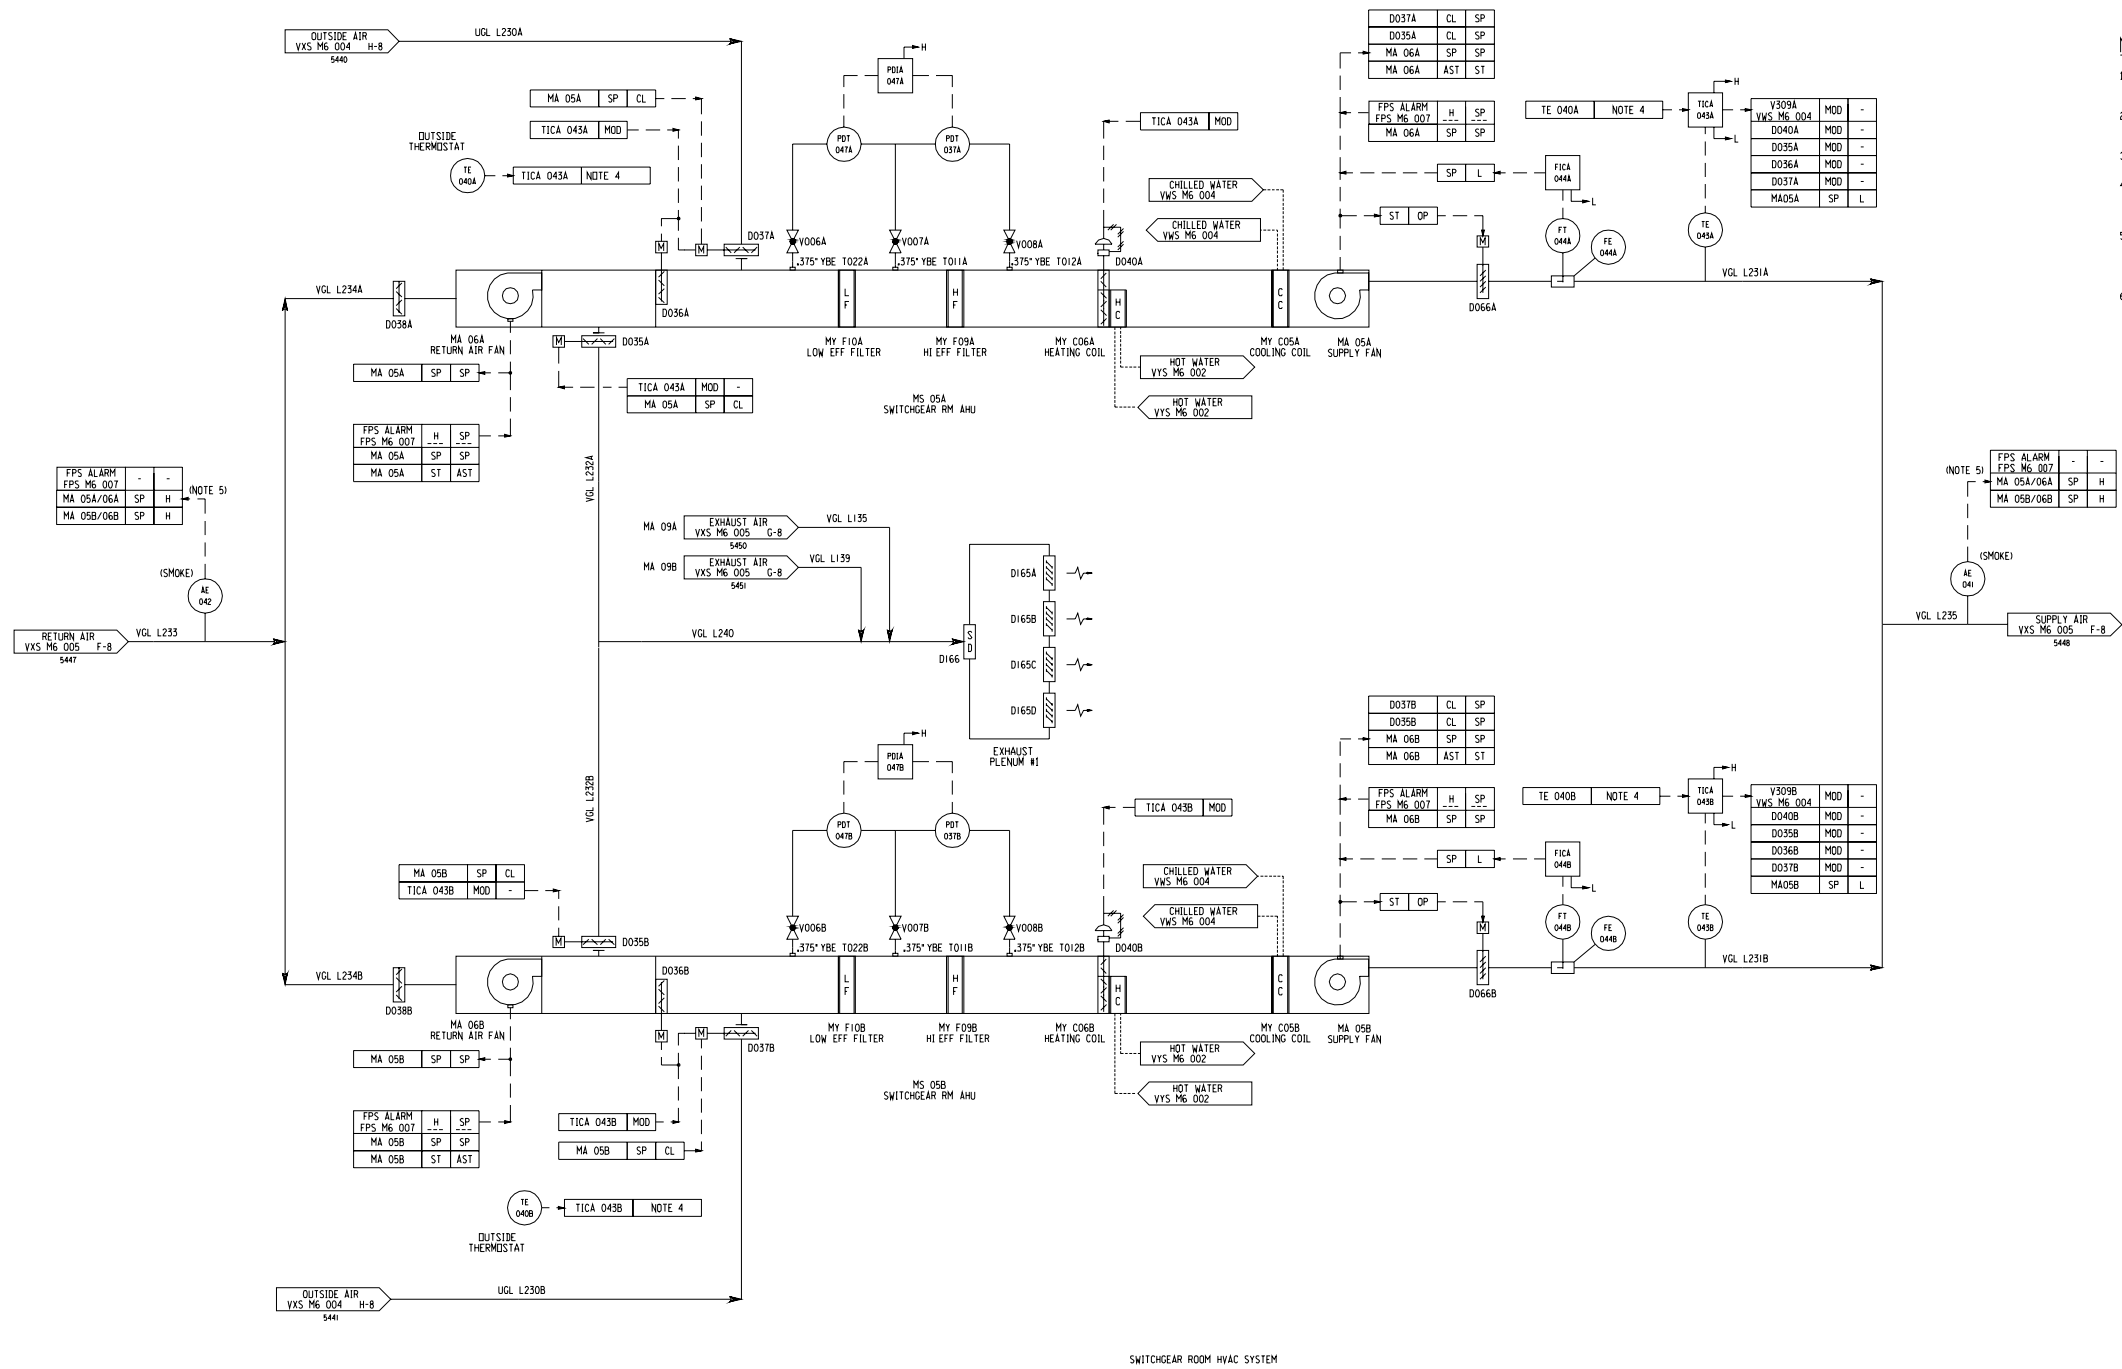 OUTSIDE AIR
VXS M6 004 H-8
5440
UGL L230A
MA 05A SP CL
TICA 043A MOD
OUTSIDE
THERMOSTAT
TE
040A
TICA 043A NOTE 4
PDIA
047A
H
PDT
047A
PDT
037A
TICA 043A MOD
CHILLED WATER
VWS M6 004
CHILLED WATER
VWS M6 004
D037A CL SP
D035A CL SP
MA 06A SP SP
MA 06A AST ST
FPS ALARM
FPS M6 007
H SP
--- ---
MA 06A SP SP
SP L
FICA
044A
L
ST OP
M
FT
044A
FE
044A
TE 040A NOTE 4
TICA
043A
H
L
TE
043A
V309A
VWS M6 004
MOD -
D040A MOD -
D035A MOD -
D036A MOD -
D037A MOD -
MA05A SP L
M
M
D037A
V006A
V007A
V008A
.375" YBE T022A
.375" YBE T011A
.375" YBE T012A
D040A
VGL L234A
D038A
D036A
L
F
H
F
H
C
C
C
D066A
VGL L231A
MA 06A
RETURN AIR FAN
M
D035A
MY F10A
LOW EFF FILTER
MY F09A
HI EFF FILTER
MY C06A
HEATING COIL
MY C05A
COOLING COIL
MA 05A
SUPPLY FAN
MA 05A SP SP
TICA 043A MOD -
MA 05A SP CL
MS 05A
SWITCHGEAR RM AHU
HOT WATER
VYS M6 002
HOT WATER
VYS M6 002
FPS ALARM
FPS M6 007
H SP
--- ---
MA 05A SP SP
MA 05A ST AST
FPS ALARM
FPS M6 007
- -
MA 05A/06A SP H
MA 05B/06B SP H
(NOTE 5)
(SMOKE)
AE
042
RETURN AIR
VXS M6 005 F-8
5447
VGL L233
VGL L232A
MA 09A
EXHAUST AIR
VXS M6 005 G-8
5450
VGL L135
MA 09B
EXHAUST AIR
VXS M6 005 G-8
5451
VGL L139
VGL L240
S
D
D166
D165A
D165B
D165C
D165D
EXHAUST
PLENUM #1
(NOTE 5)
FPS ALARM
FPS M6 007
- -
MA 05A/06A SP H
MA 05B/06B SP H
(SMOKE)
AE
041
VGL L235
SUPPLY AIR
VXS M6 005 F-8
5448
VGL L232B
PDIA
047B
H
PDT
047B
PDT
037B
TICA 043B MOD
CHILLED WATER
VWS M6 004
CHILLED WATER
VWS M6 004
D037B CL SP
D035B CL SP
MA 06B SP SP
MA 06B AST ST
FPS ALARM
FPS M6 007
H SP
--- ---
MA 06B SP SP
SP L
FICA
044B
L
ST OP
M
FT
044B
FE
044B
TE 040B NOTE 4
TICA
043B
H
L
TE
043B
V309B
VWS M6 004
MOD -
D040B MOD -
D035B MOD -
D036B MOD -
D037B MOD -
MA05B SP L
MA 05B SP CL
TICA 043B MOD -
M
D035B
V006B
V007B
V008B
.375" YBE T022B
.375" YBE T011B
.375" YBE T012B
D040B
VGL L234B
D038B
D036B
L
F
H
F
H
C
C
C
D066B
VGL L231B
MA 06B
RETURN AIR FAN
M
M
D037B
MY F10B
LOW EFF FILTER
MY F09B
HI EFF FILTER
MY C06B
HEATING COIL
MY C05B
COOLING COIL
MA 05B
SUPPLY FAN
MA 05B SP SP
HOT WATER
VYS M6 002
HOT WATER
VYS M6 002
MS 05B
SWITCHGEAR RM AHU
FPS ALARM
FPS M6 007
H SP
--- ---
MA 05B SP SP
MA 05B ST AST
TICA 043B MOD
MA 05B SP CL
TE
040B
TICA 043B NOTE 4
OUTSIDE
THERMOSTAT
OUTSIDE AIR
VXS M6 004 H-8
5441
UGL L230B
SWITCHGEAR ROOM HVAC SYSTEM